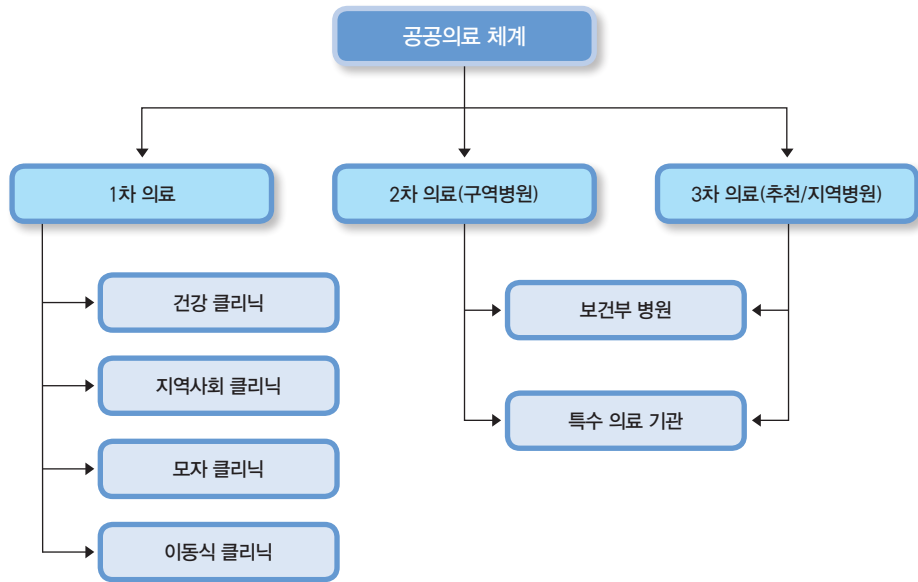 공공의료 체계
1차 의료
2차 의료(구역병원)
3차 의료(추천/지역병원)
건강 클리닉
지역사회 클리닉
모자 클리닉
이동식 클리닉
보건부 병원
특수 의료 기관